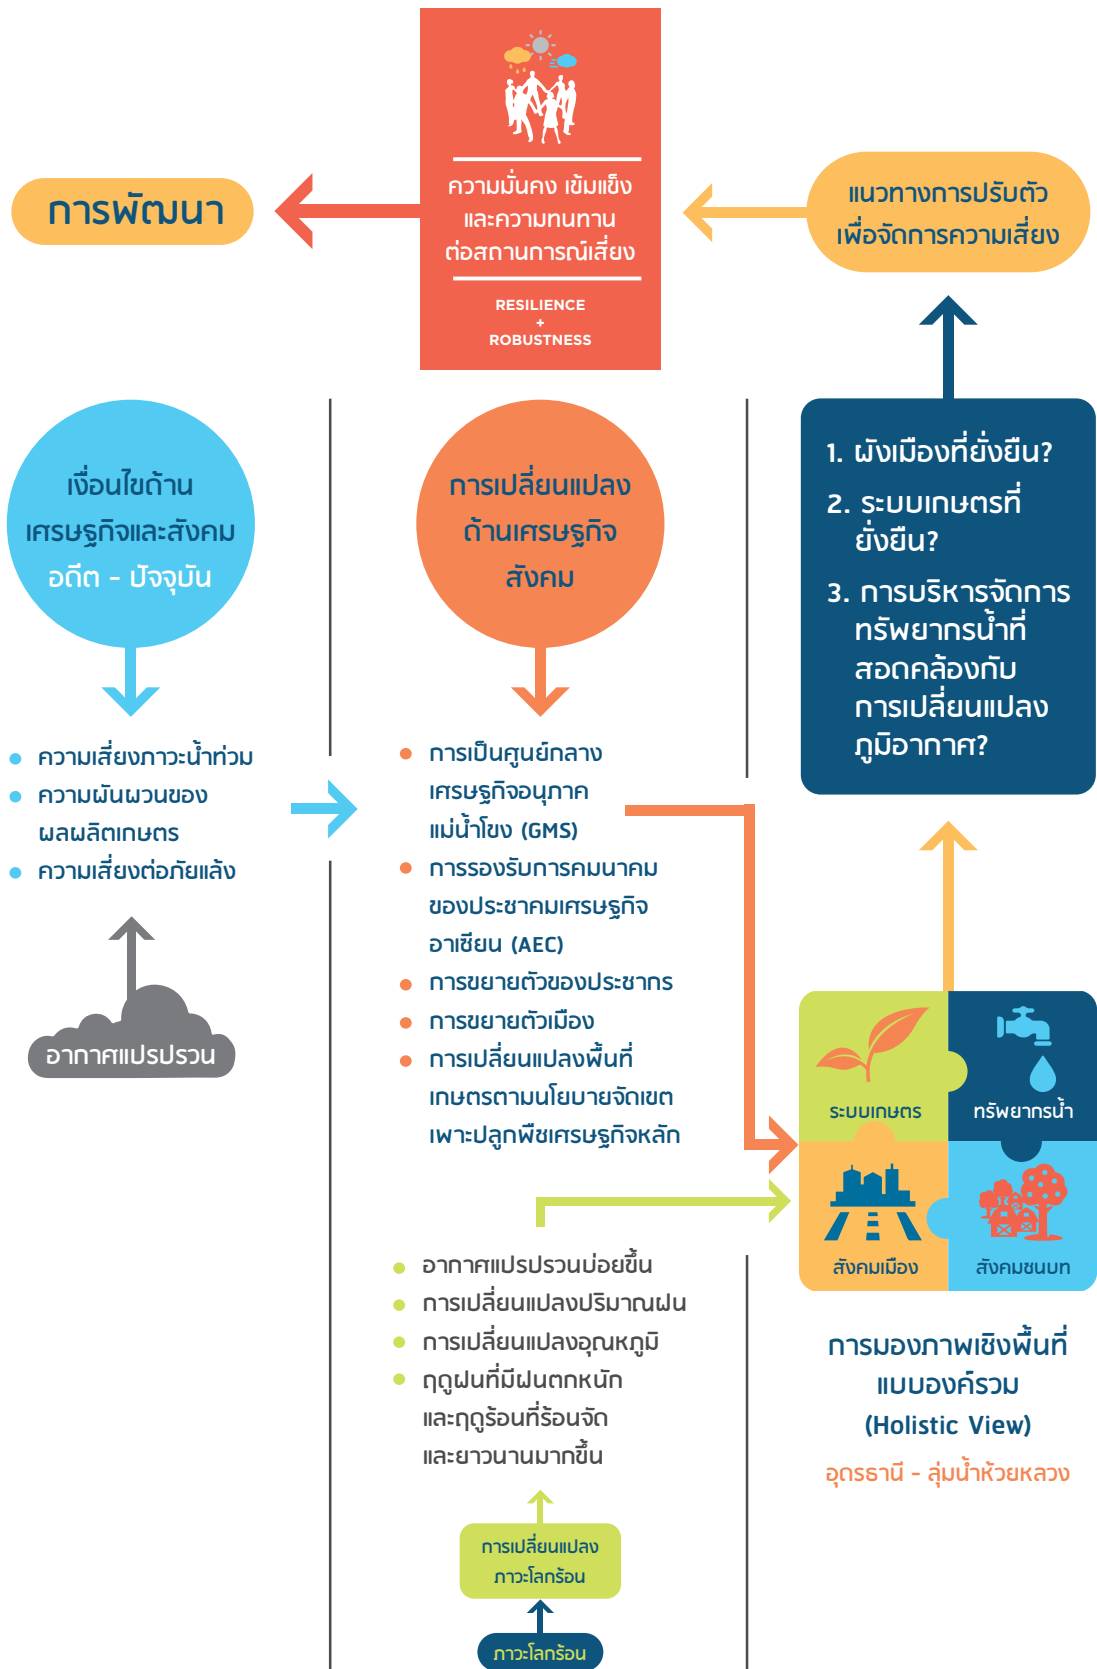 ความมั่นคง เข้มแข็ง
และความทนทาน
ต่อสถานการณ์เสี่ยง
RESILIENCE
+
ROBUSTNESS
การพัฒนา
แนวทางการปรับตัว
เพื่อจัดการความเสี่ยง
เงื่อนไขด้าน
เศรษฐกิจและสังคม
อดีต - ปัจจุบัน
• ความเสี่ยงภาวะน้ำท่วม
• ความผันผวนของ
ผลผลิตเกษตร
• ความเสี่ยงต่อภัยแล้ง
อากาศแปรปรวน
การเปลี่ยนแปลง
ด้านเศรษฐกิจ
สังคม
• การเป็นศูนย์กลาง
เศรษฐกิจอนุภาค
แม่น้ำโขง (GMS)
• การรองรับการคมนาคม
ของประชาคมเศรษฐกิจ
อาเซียน (AEC)
• การขยายตัวของประชากร
• การขยายตัวเมือง
• การเปลี่ยนแปลงพื้นที่
เกษตรตามนโยบายจัดเขต
เพาะปลูกพืชเศรษฐกิจหลัก
• อากาศแปรปรวนบ่อยขึ้น
• การเปลี่ยนแปลงปริมาณฝน
• การเปลี่ยนแปลงอุณหภูมิ
• ฤดูฝนที่มีฝนตกหนัก
และฤดูร้อนที่ร้อนจัด
และยาวนานมากขึ้น
การเปลี่ยนแปลง
ภาวะโลกร้อน
ภาวะโลกร้อน
1. ผังเมืองที่ยั่งยืน?
2. ระบบเกษตรที่
ยั่งยืน?
3. การบริหารจัดการ
ทรัพยากรน้ำที่
สอดคล้องกับ
การเปลี่ยนแปลง
ภูมิอากาศ?
ระบบเกษตร
ทรัพยากรน้ำ
สังคมเมือง
สังคมชนบท
การมองภาพเชิงพื้นที่
แบบองค์รวม
(Holistic View)
อุดรธานี - ลุ่มน้ำห้วยหลวง